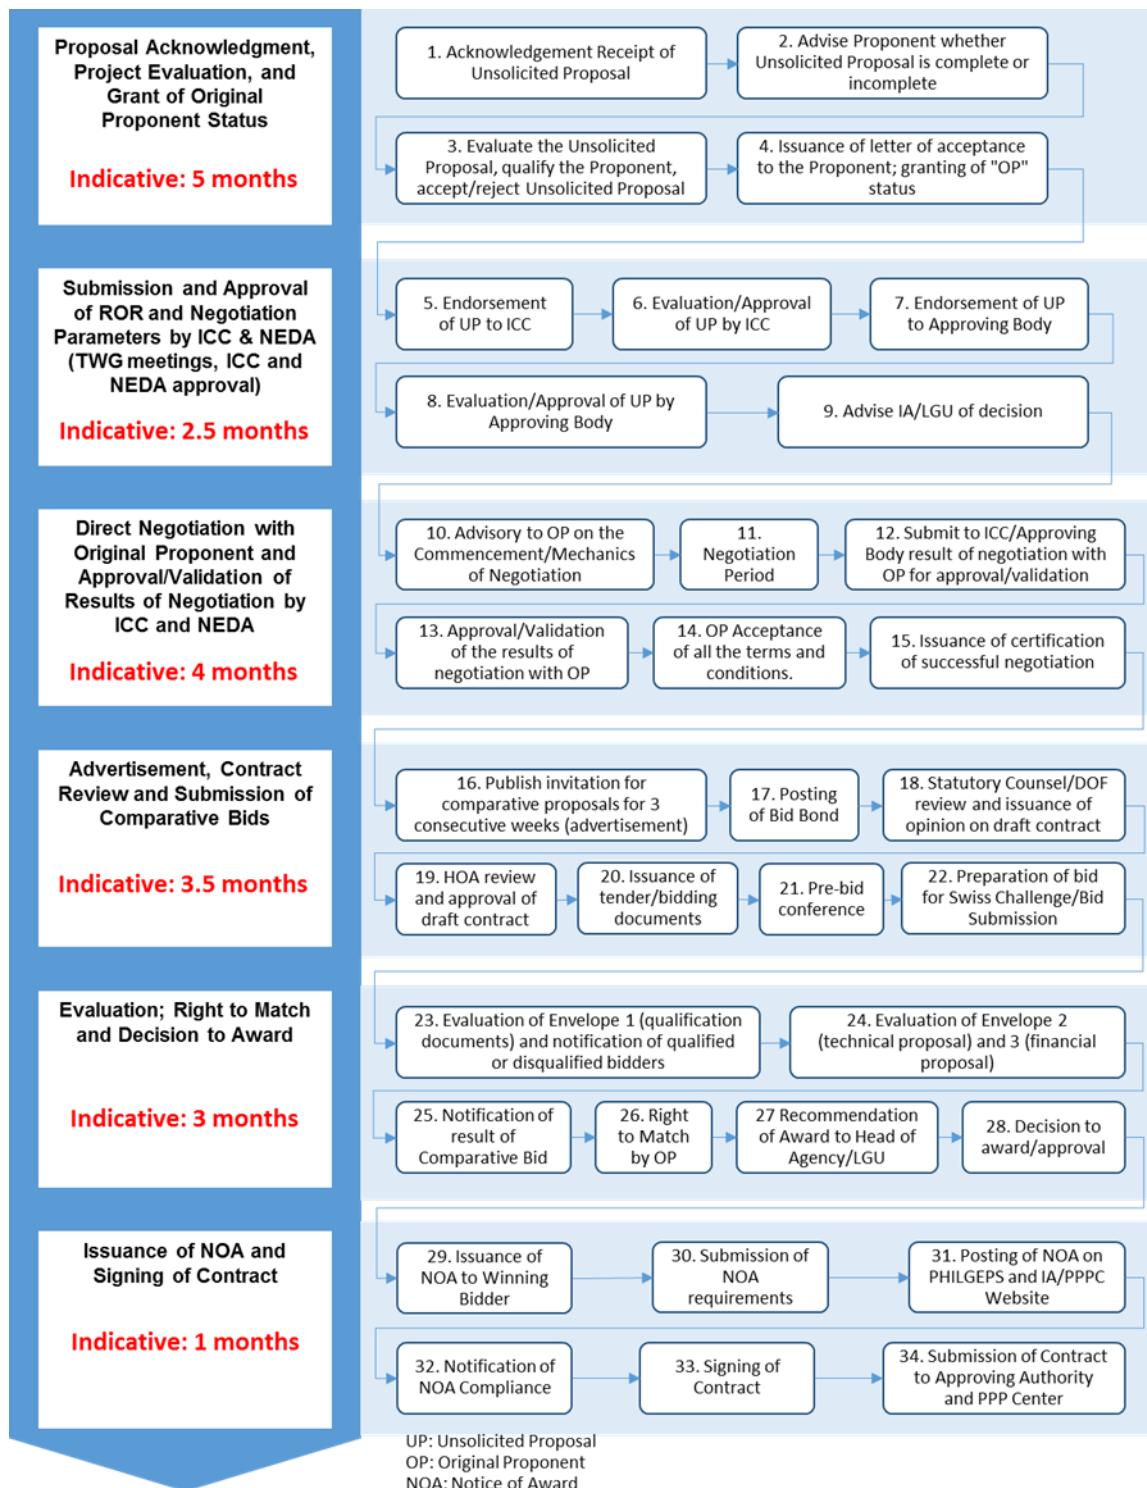 Proposal Acknowledgment,
Project Evaluation, and
Grant of Original
Proponent Status
Indicative: 5 months
1. Acknowledgement Receipt of
Unsolicited Proposal
2. Advise Proponent whether
Unsolicited Proposal is complete or
incomplete
3. Evaluate the Unsolicited
Proposal, qualify the Proponent,
accept/reject Unsolicited Proposal
4. Issuance of letter of acceptance
to the Proponent; granting of "OP"
status
Submission and Approval
of ROR and Negotiation
Parameters by ICC & NEDA
(TWG meetings, ICC and
NEDA approval)
Indicative: 2.5 months
5. Endorsement
of UP to ICC
6. Evaluation/Approval
of UP by ICC
7. Endorsement of UP
to Approving Body
8. Evaluation/Approval of UP by
Approving Body
9. Advise IA/LGU of decision
Direct Negotiation with
Original Proponent and
Approval/Validation of
Results of Negotiation by
ICC and NEDA
Indicative: 4 months
10. Advisory to OP on the
Commencement/Mechanics
of Negotiation
11.
Negotiation
Period
12. Submit to ICC/Approving
Body result of negotiation with
OP for approval/validation
13. Approval/Validation
of the results of
negotiation with OP
14. OP Acceptance
of all the terms and
conditions.
15. Issuance of certification
of successful negotiation
Advertisement, Contract
Review and Submission of
Comparative Bids
Indicative: 3.5 months
16. Publish invitation for
comparative proposals for 3
consecutive weeks (advertisement)
17. Posting
of Bid Bond
18. Statutory Counsel/DOF
review and issuance of
opinion on draft contract
19. HOA review
and approval of
draft contract
20. Issuance of
tender/bidding
documents
21. Pre-bid
conference
22. Preparation of bid
for Swiss Challenge/Bid
Submission
Evaluation; Right to Match
and Decision to Award
Indicative: 3 months
23. Evaluation of Envelope 1 (qualification
documents) and notification of qualified
or disqualified bidders
24. Evaluation of Envelope 2
(technical proposal) and 3 (financial
proposal)
25. Notification of
result of
Comparative Bid
26. Right
to Match
by OP
27 Recommendation
of Award to Head of
Agency/LGU
28. Decision to
award/approval
Issuance of NOA and
Signing of Contract
Indicative: 1 months
29. Issuance of
NOA to Winning
Bidder
30. Submission of
NOA
requirements
31. Posting of NOA on
PHILGEPS and IA/PPPC
Website
32. Notification of
NOA Compliance
33. Signing of
Contract
34. Submission of Contract
to Approving Authority
and PPP Center
UP: Unsolicited Proposal
OP: Original Proponent
NOA: Notice of Award